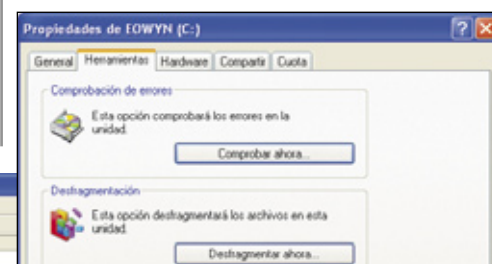 Propiedades de EOWYN (C:)
General Herramientas Hardware Compartir Cuota
Comprobación de errores
Esta opción comprobará los errores en la
unidad.
Comprobar ahora...
Desfragmentación
Esta opción desfragmentará los archivos en esta
unidad.
Desfragmentar ahora...